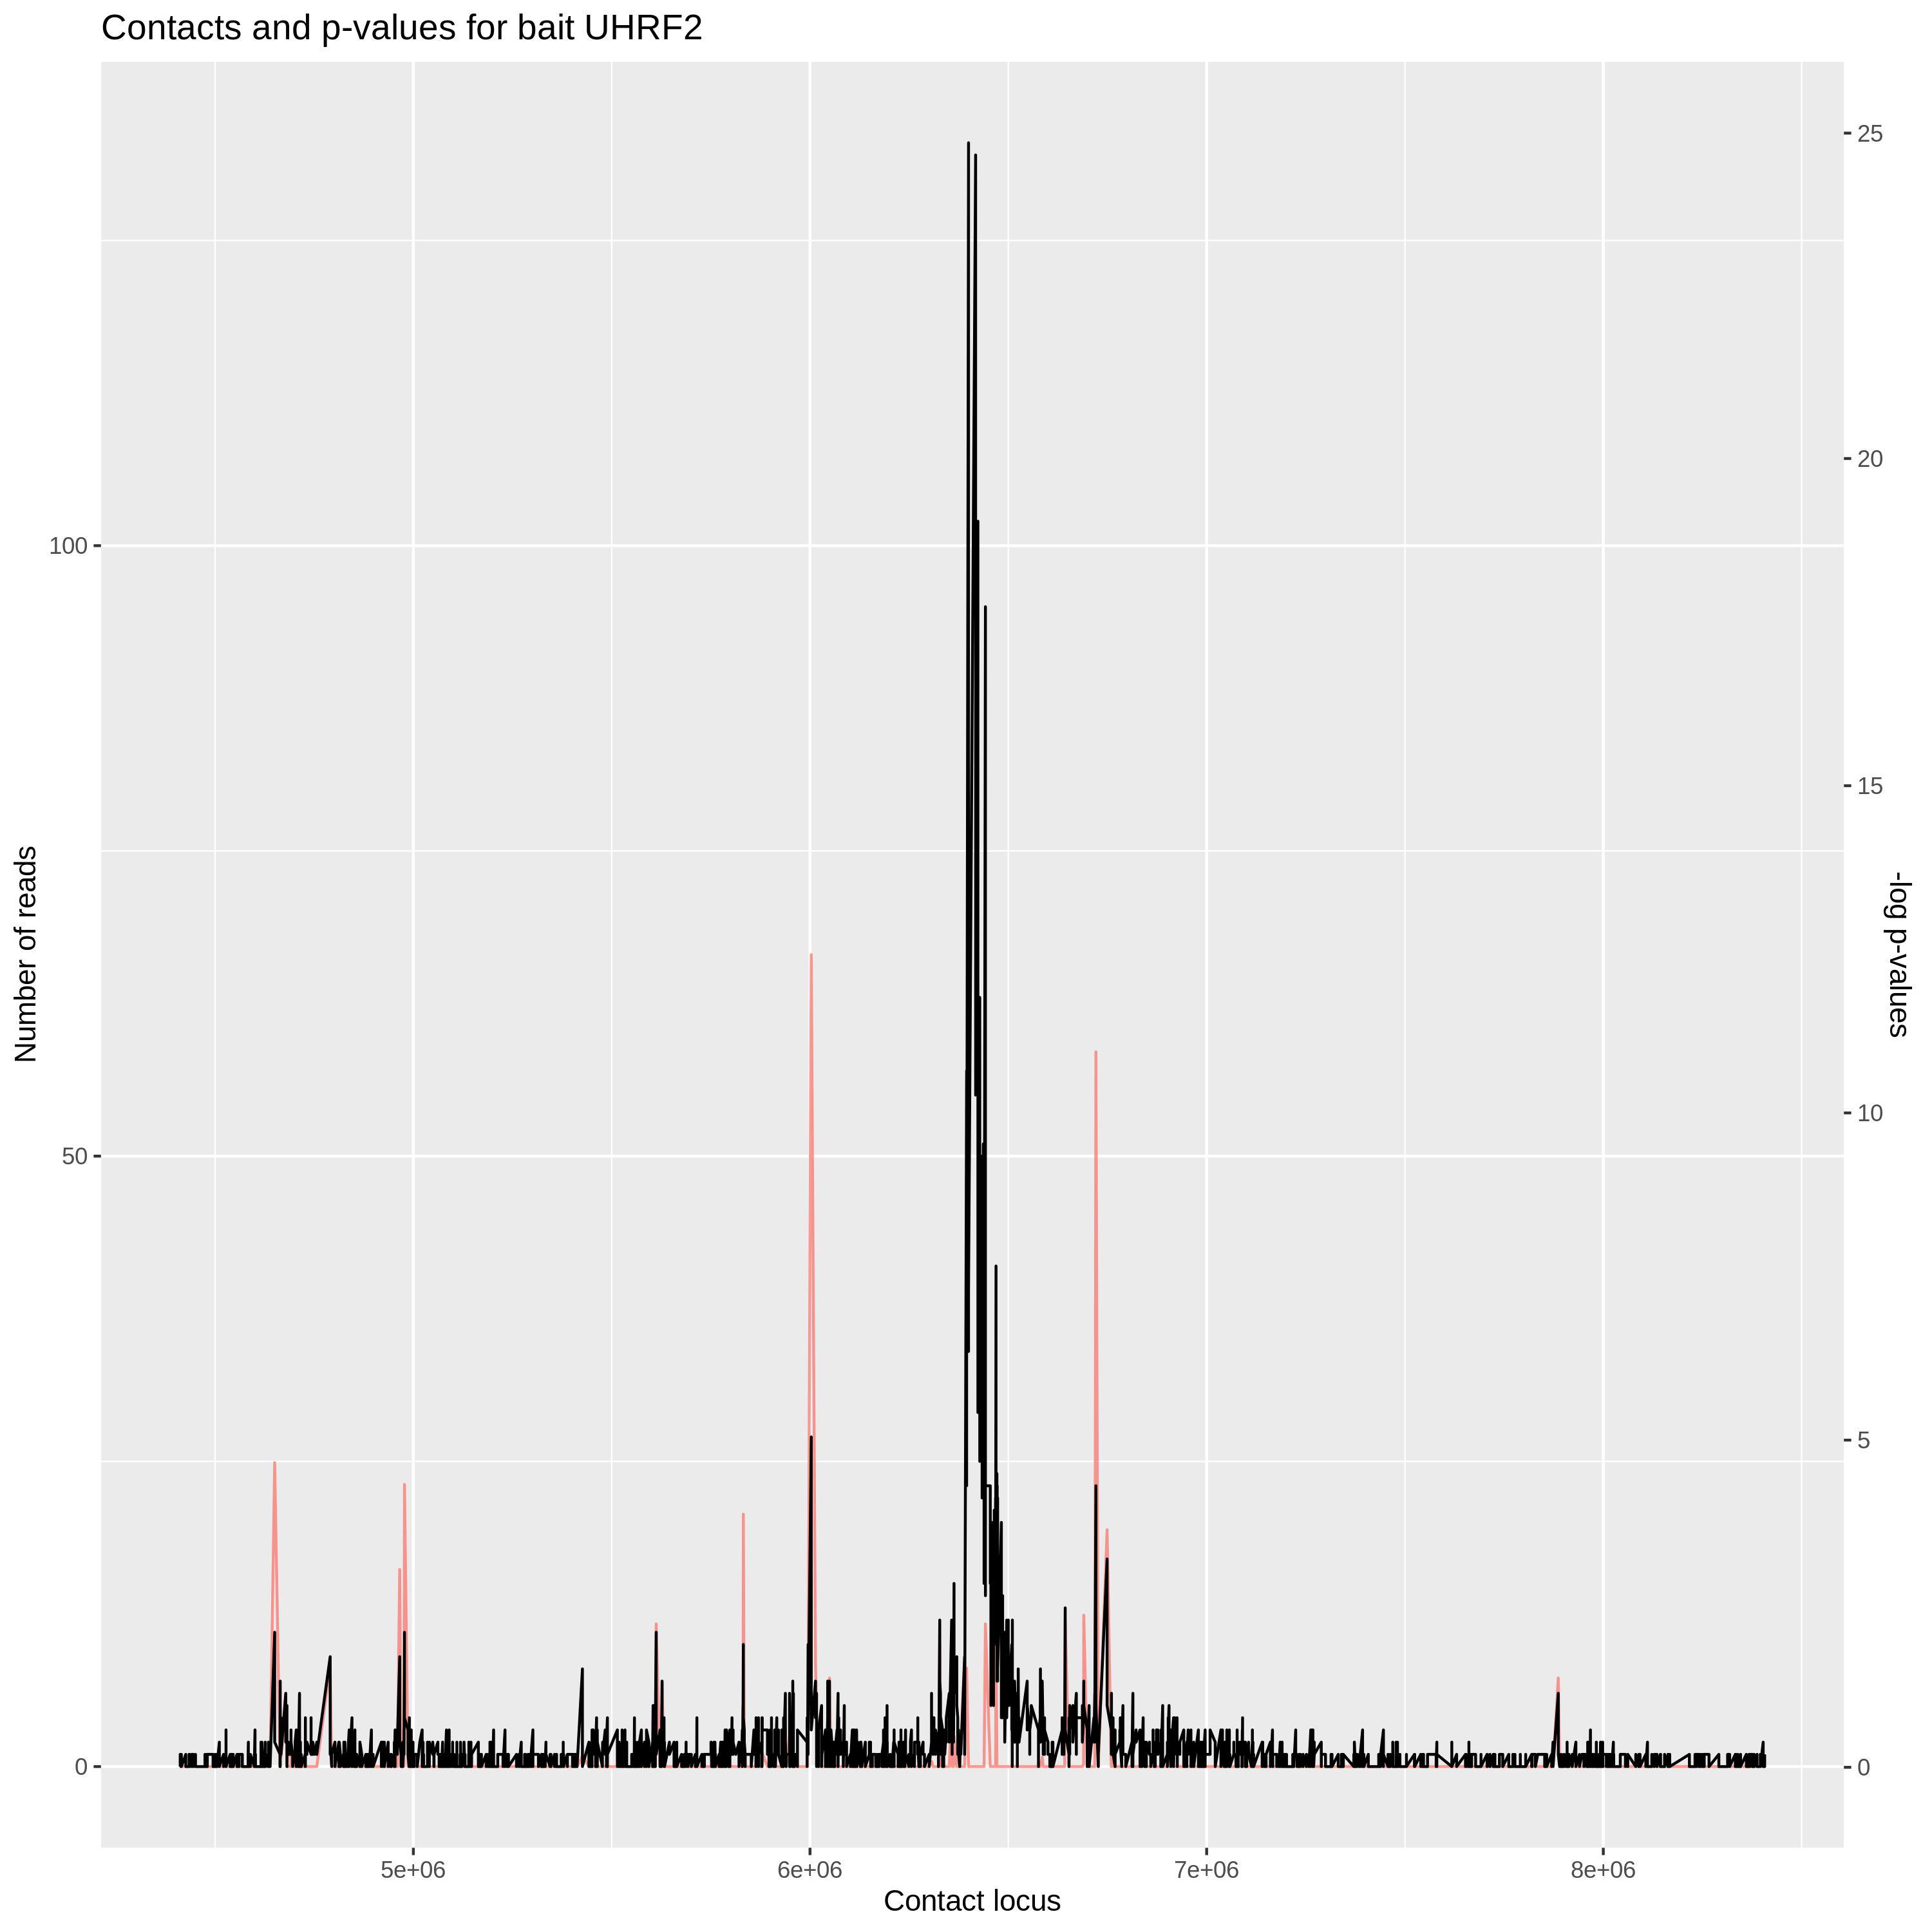 Contacts and p-values for bait UHRF2
Number of reads
100
50
0
25
20
15
10
5
0
-log p-values
5e+06
6e+06
7e+06
8e+06
Contact locus